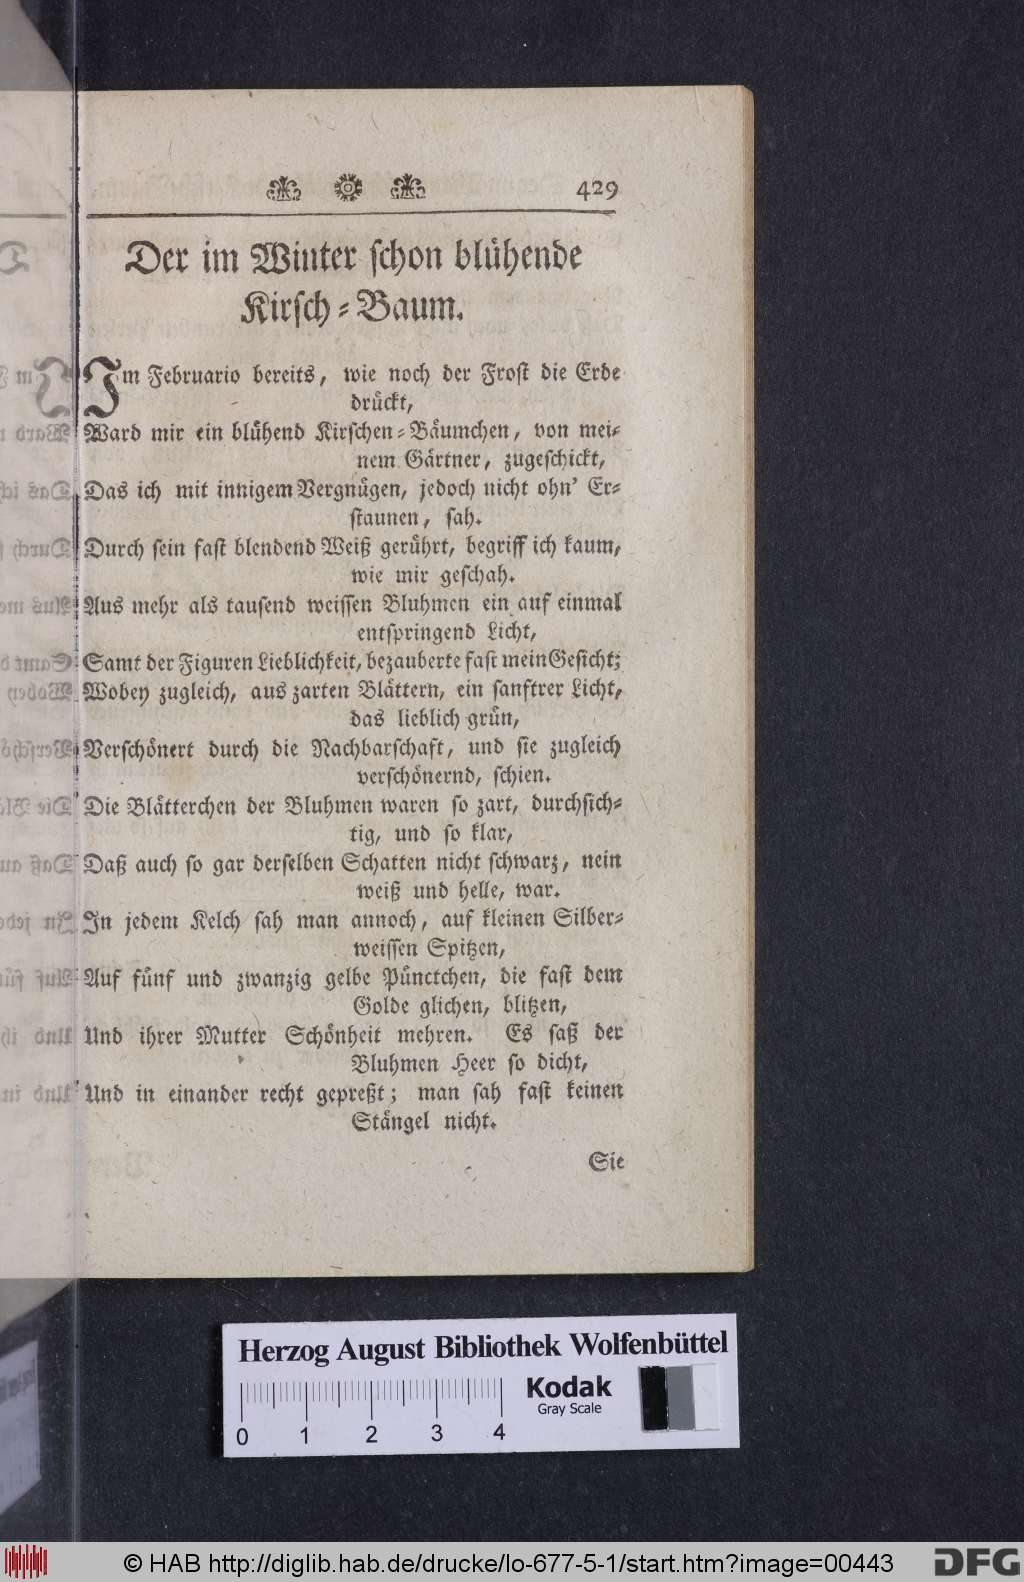 429
Der im Winter schon blühende
Kirsch-Baum.
Im Februario bereits, wie noch der Frost die Erde
drückt,
Ward mir ein blühend Kirschen-Bäumchen, von mei-
nem Gärtner, zugeschickt,
Das ich mit innigem Vergnügen, jedoch nicht ohn' Er-
staunen, sah.
Durch sein fast blendend Weiß gerührt, begriff ich kaum,
wie mir geschah.
Aus mehr als tausend weissen Bluhmen ein auf einmal
entspringend Licht,
Samt der Figuren Lieblichkeit, bezauberte fast mein Gesicht;
Wobey zugleich, aus zarten Blättern, ein sanftrer Licht,
das lieblich grün,
Verschönert durch die Nachbarschaft, und sie zugleich
verschönernd, schien.
Die Blätterchen der Bluhmen waren so zart, durchsich-
tig, und so klar,
Daß auch so gar derselben Schatten nicht schwarz, nein
weiß und helle, war.
In jedem Kelch sah man annoch, auf kleinen Silber-
weissen Spitzen,
Auf fünf und zwanzig gelbe Pünctchen, die fast dem
Golde glichen, blitzen,
Und ihrer Mutter Schönheit mehren. Es saß der
Bluhmen Heer so dicht,
Und in einander recht gepreßt; man sah fast keinen
Stängel nicht.
Sie
Herzog August Bibliothek Wolfenbüttel
Kodak
Gray Scale
0 1 2 3 4
© HAB http://diglib.hab.de/drucke/lo-677-5-1/start.htm?image=00443
DFG